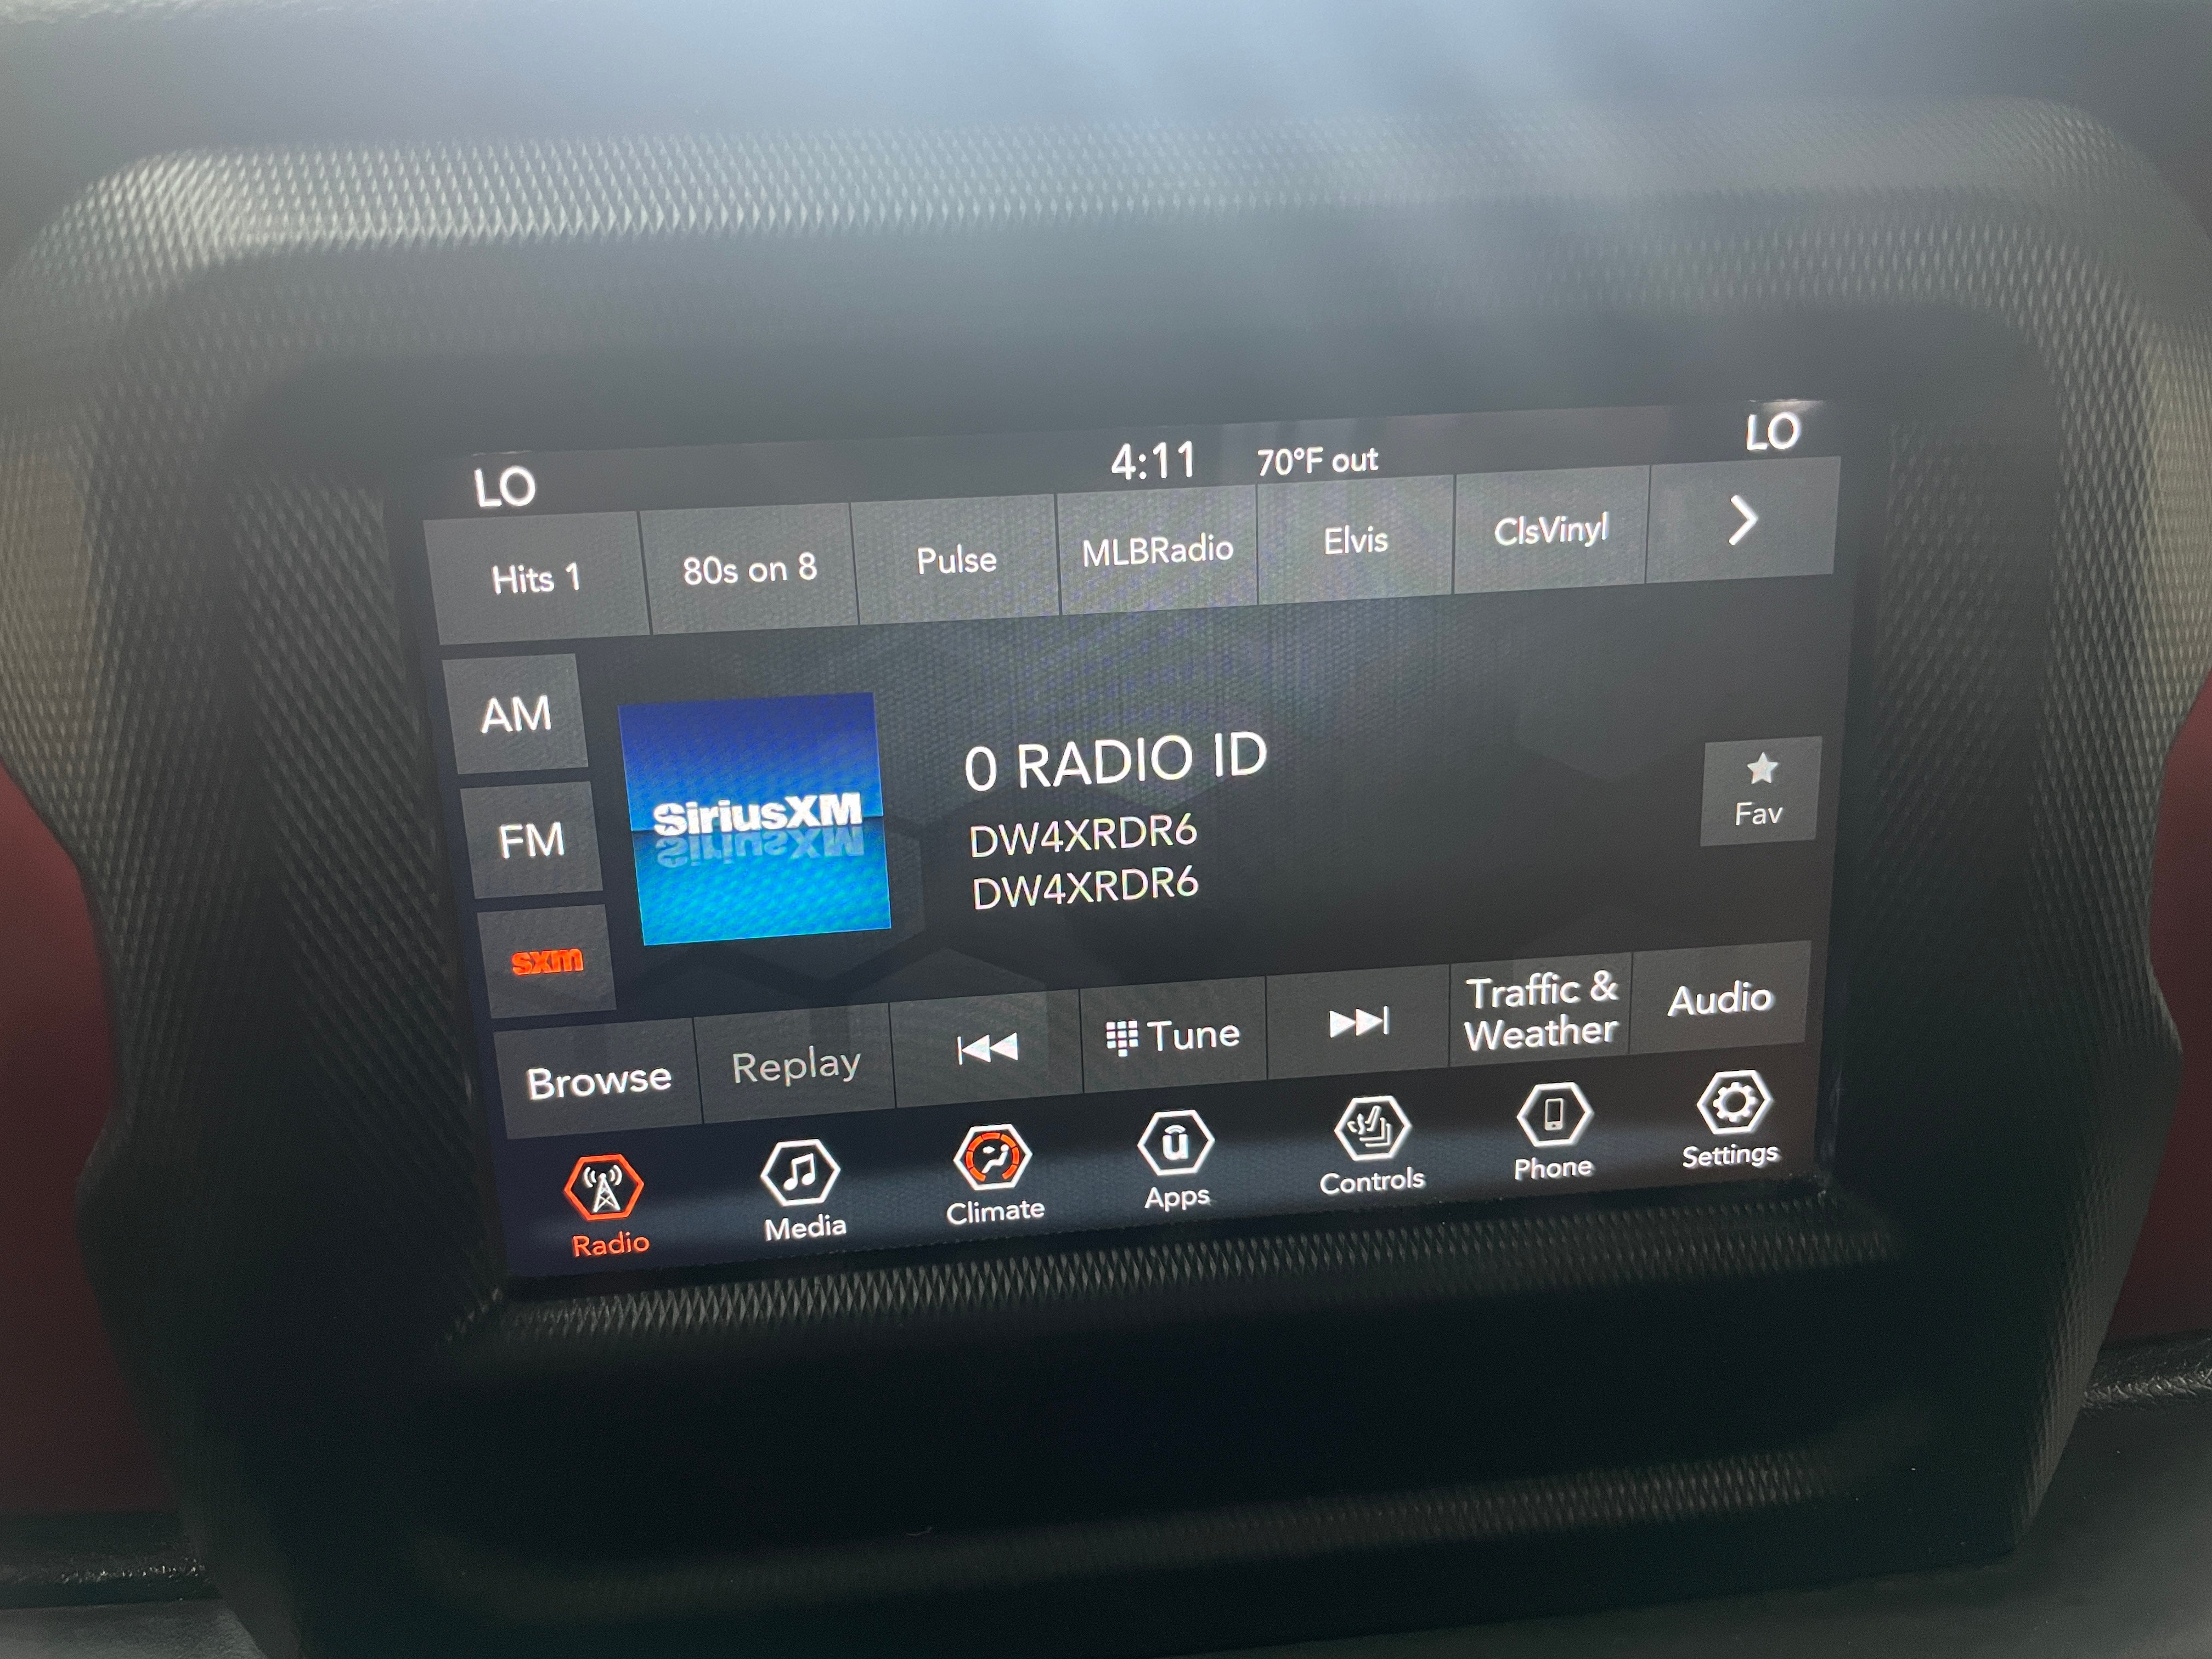 LO 4:11 70°F out LO
Hits 1 80s on 8 Pulse MLBRadio Elvis ClsVinyl
AM
FM
sxm
SiriusXM
0 RADIO ID
DW4XRDR6
DW4XRDR6
Fav
Browse Replay Tune Traffic & Weather Audio
Radio Media Climate Apps Controls Phone Settings